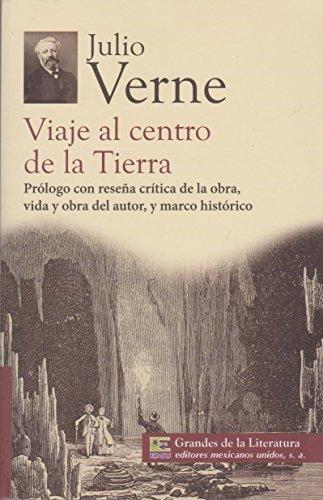 Julio
Verne
Viaje al centro
de la Tierra
Prólogo con reseña crítica de la obra,
vida y obra del autor, y marco histórico
Grandes de la Literatura
editores mexicanos unidos, s. a.